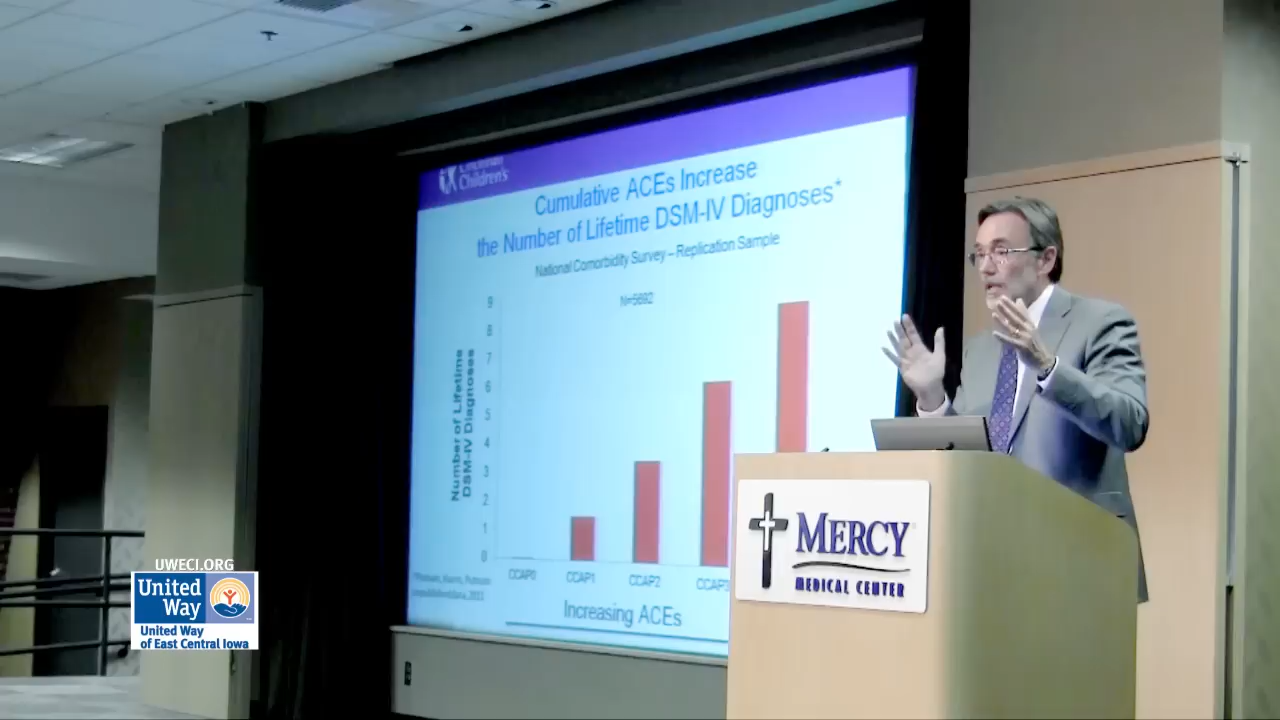 Cincinnati
Children's
Cumulative ACEs Increase
the Number of Lifetime DSM-IV Diagnoses*
National Comorbidity Survey – Replication Sample
N=5692
9
8
7
6
5
4
3
2
1
0
Number of Lifetime
DSM-IV Diagnoses
CCAP0
CCAP1
CCAP2
CCAP3
Increasing ACEs
MERCY
MEDICAL CENTER
UWECI.ORG
United
Way
United Way
of East Central Iowa